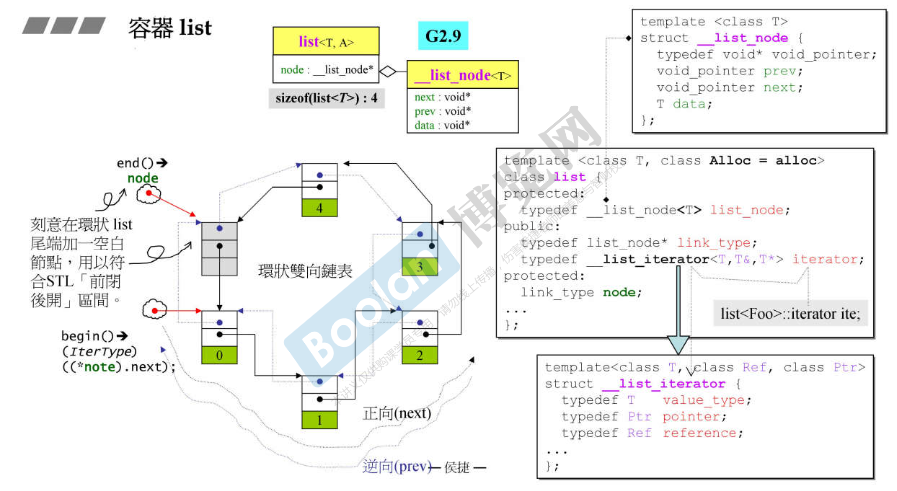 容器 list
G2.9
list<T, A>
node : __list_node*
sizeof(list<T>) : 4
__list_node<T>
next : void*
prev : void*
data : void*
template <class T>
struct __list_node {
typedef void* void_pointer;
void_pointer prev;
void_pointer next;
T data;
};
end()→
node
刻意在環狀 list
尾端加一空白
節點，用以符
合STL「前閉
後開」區間。
begin()→
(IterType)
((*note).next);
環狀雙向鏈表
4
3
0
2
1
正向(next)
逆向(prev)
— 侯捷 —
template <class T, class Alloc = alloc>
class list {
protected:
typedef __list_node<T> list_node;
public:
typedef list_node* link_type;
typedef __list_iterator<T,T&,T*> iterator;
protected:
link_type node;
...
};
list<Foo>::iterator ite;
template<class T, class Ref, class Ptr>
struct __list_iterator {
typedef T value_type;
typedef Ptr pointer;
typedef Ref reference;
...
};
Boolan
博览网